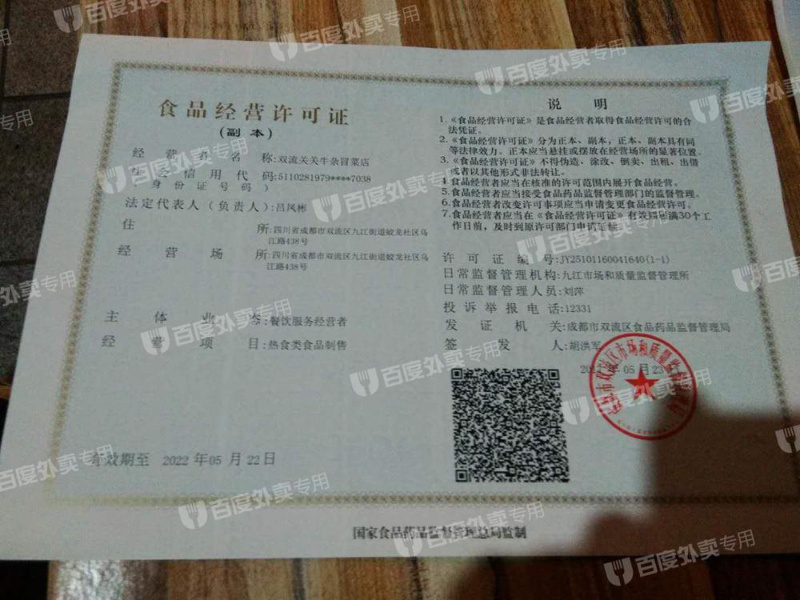 食品经营许可证
(副本)
经营者名称:双流关关牛杂冒菜店
信用代码:5110281979****7038
(身份证号码)
法定代表人(负责人):吕风彬
住所:四川省成都市双流区九江街道蛟龙社区乌
江路438号
经营场所:四川省成都市双流区九江街道蛟龙社区乌
江路438号
主体业态:餐饮服务经营者
经营项目:热食类食品制售
有效期至 2022 年05 月 22日
说明
1.《食品经营许可证》是食品经营者取得食品经营许可的合
法凭证。
2.《食品经营许可证》分为正本、副本,正本、副本具有同
等法律效力。正本应当悬挂或摆放在经营场所的显著位置。
3.《食品经营许可证》不得伪造、涂改、倒卖、出租、出借
或者以其他形式非法转让。
4.食品经营者应当在核准的许可范围内展开食品经营。
5.食品经营者应当接受食品药品监督管理部门的监督管理。
6.食品经营者改变许可事项应当申请变更食品经营许可。
7.食品经营者应当在《食品经营许可证》有效期届满30个工
作日前,及时到原许可部门申请延续。
许可证编号:JY25101160041640(1-1)
日常监督管理机构:九江市场和质量监督管理所
日常监督管理人员:刘萍
投诉举报电话:12331
发证机关:成都市双流区食品药品监督管理局
签发人:胡洪军
年 05 月 23
国家食品药品监督管理总局监制
百度外卖专用